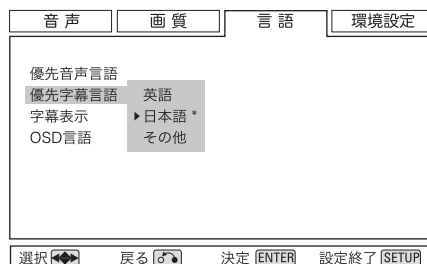 音声 画質 言語 環境設定
優先音声言語
優先字幕言語 英語
字幕表示 ▶日本語 *
OSD言語 その他
選択 戻る 決定 ENTER 設定終了 SETUP